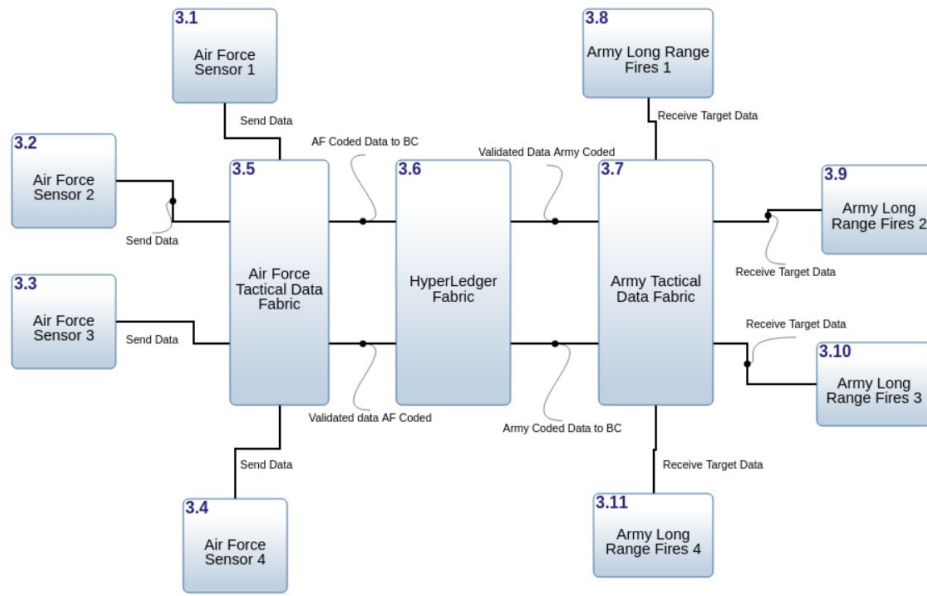 3.1
Air Force
Sensor 1
Send Data
3.8
Army Long Range
Fires 1
Receive Target Data
3.2
Air Force
Sensor 2
Send Data
AF Coded Data to BC
Validated Data Army Coded
3.5
Air Force
Tactical Data
Fabric
3.6
HyperLedger
Fabric
3.7
Army Tactical
Data Fabric
3.9
Army Long
Range Fires 2
Receive Target Data
3.3
Air Force
Sensor 3
Send Data
Receive Target Data
3.10
Army Long
Range Fires 3
Validated data AF Coded
Army Coded Data to BC
Send Data
3.4
Air Force
Sensor 4
Receive Target Data
3.11
Army Long
Range Fires 4